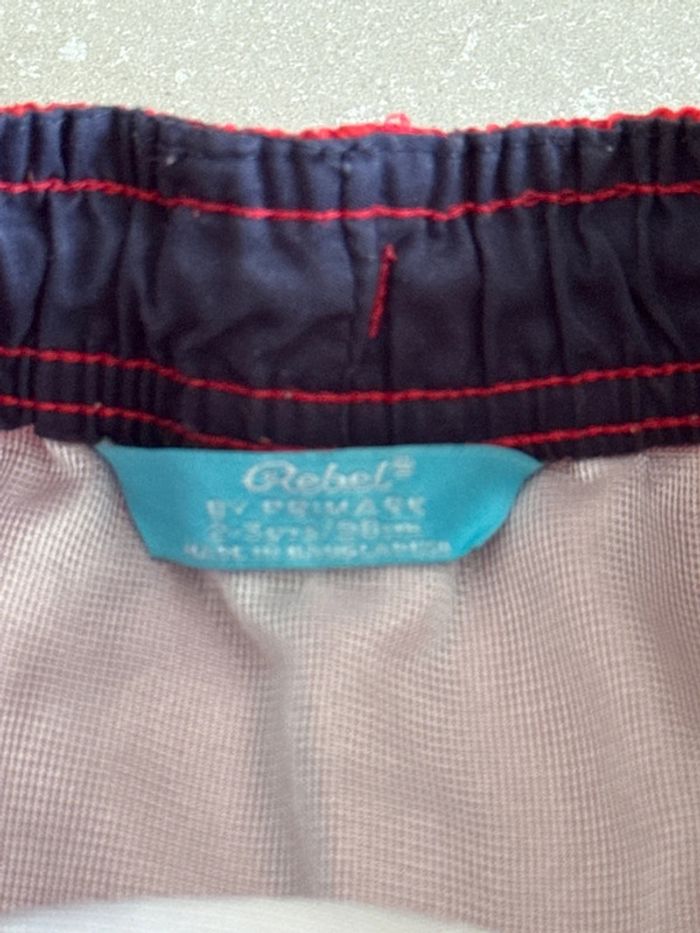 Rebel
BY PRIMARK
2-3yrs/98cm
MADE IN BANGLADESH